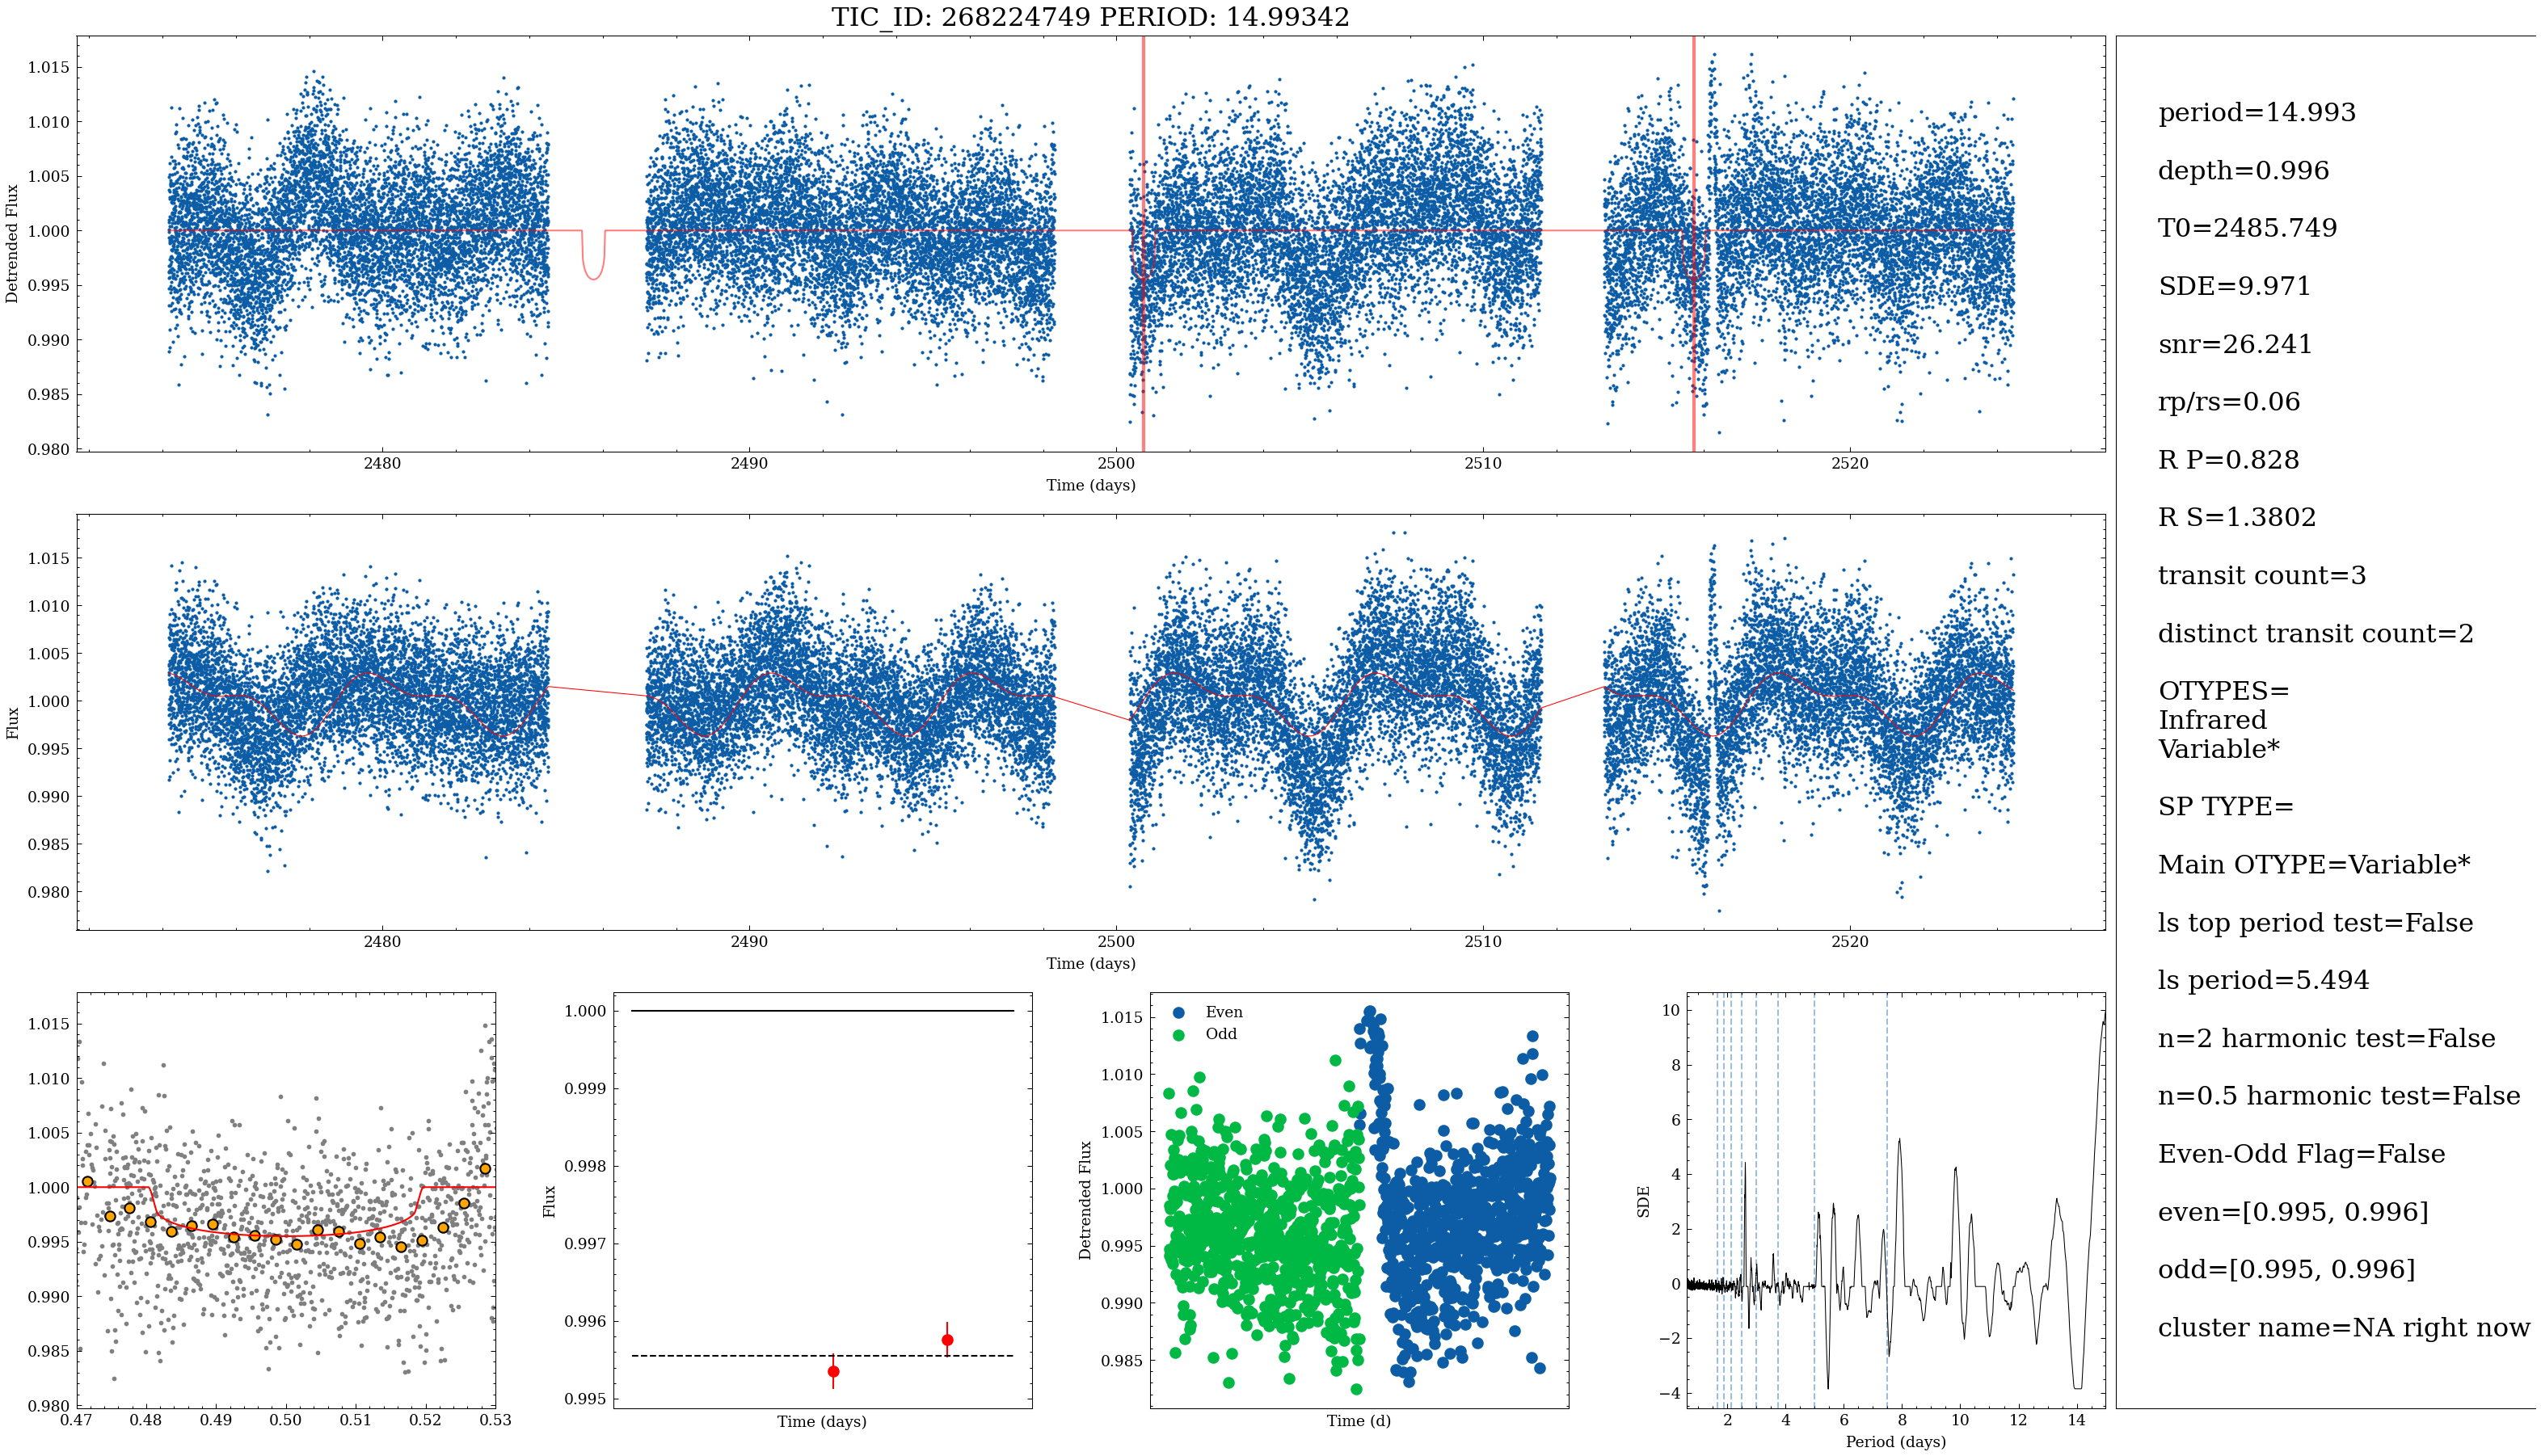 TIC_ID: 268224749 PERIOD: 14.99342
1.015
1.010
1.005
1.000
0.995
0.990
0.985
0.980
Detrended Flux
2480
2490
2500
2510
2520
Time (days)
1.015
1.010
1.005
1.000
0.995
0.990
0.985
0.980
Flux
2480
2490
2500
2510
2520
Time (days)
1.015
1.010
1.005
1.000
0.995
0.990
0.985
0.980
0.47
0.48
0.49
0.50
0.51
0.52
0.53
1.000
0.999
0.998
0.997
0.996
0.995
Flux
Time (days)
Even
Odd
1.015
1.010
1.005
1.000
0.995
0.990
0.985
Detrended Flux
Time (d)
10
8
6
4
2
0
−2
−4
SDE
2
4
6
8
10
12
14
Period (days)
period=14.993
depth=0.996
T0=2485.749
SDE=9.971
snr=26.241
rp/rs=0.06
R P=0.828
R S=1.3802
transit count=3
distinct transit count=2
OTYPES=
Infrared
Variable*
SP TYPE=
Main OTYPE=Variable*
ls top period test=False
ls period=5.494
n=2 harmonic test=False
n=0.5 harmonic test=False
Even-Odd Flag=False
even=[0.995, 0.996]
odd=[0.995, 0.996]
cluster name=NA right now